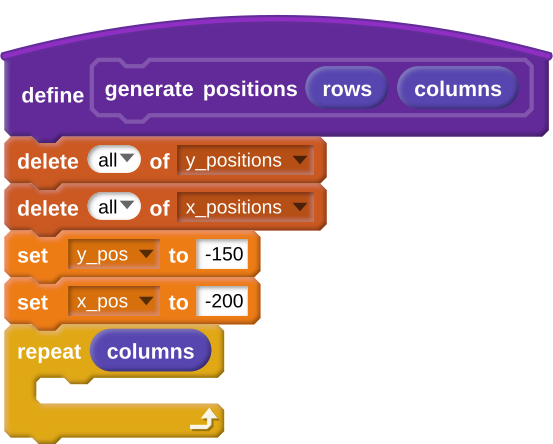 define generate positions rows columns
delete all of y_positions
delete all of x_positions
set y_pos to -150
set x_pos to -200
repeat columns